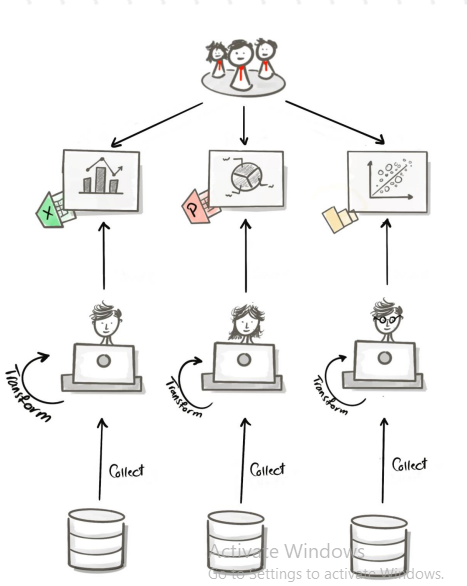 X
P
Transform
Transform
Transform
Collect
Collect
Collect
Activate Windows
Go to Settings to activate Windows.